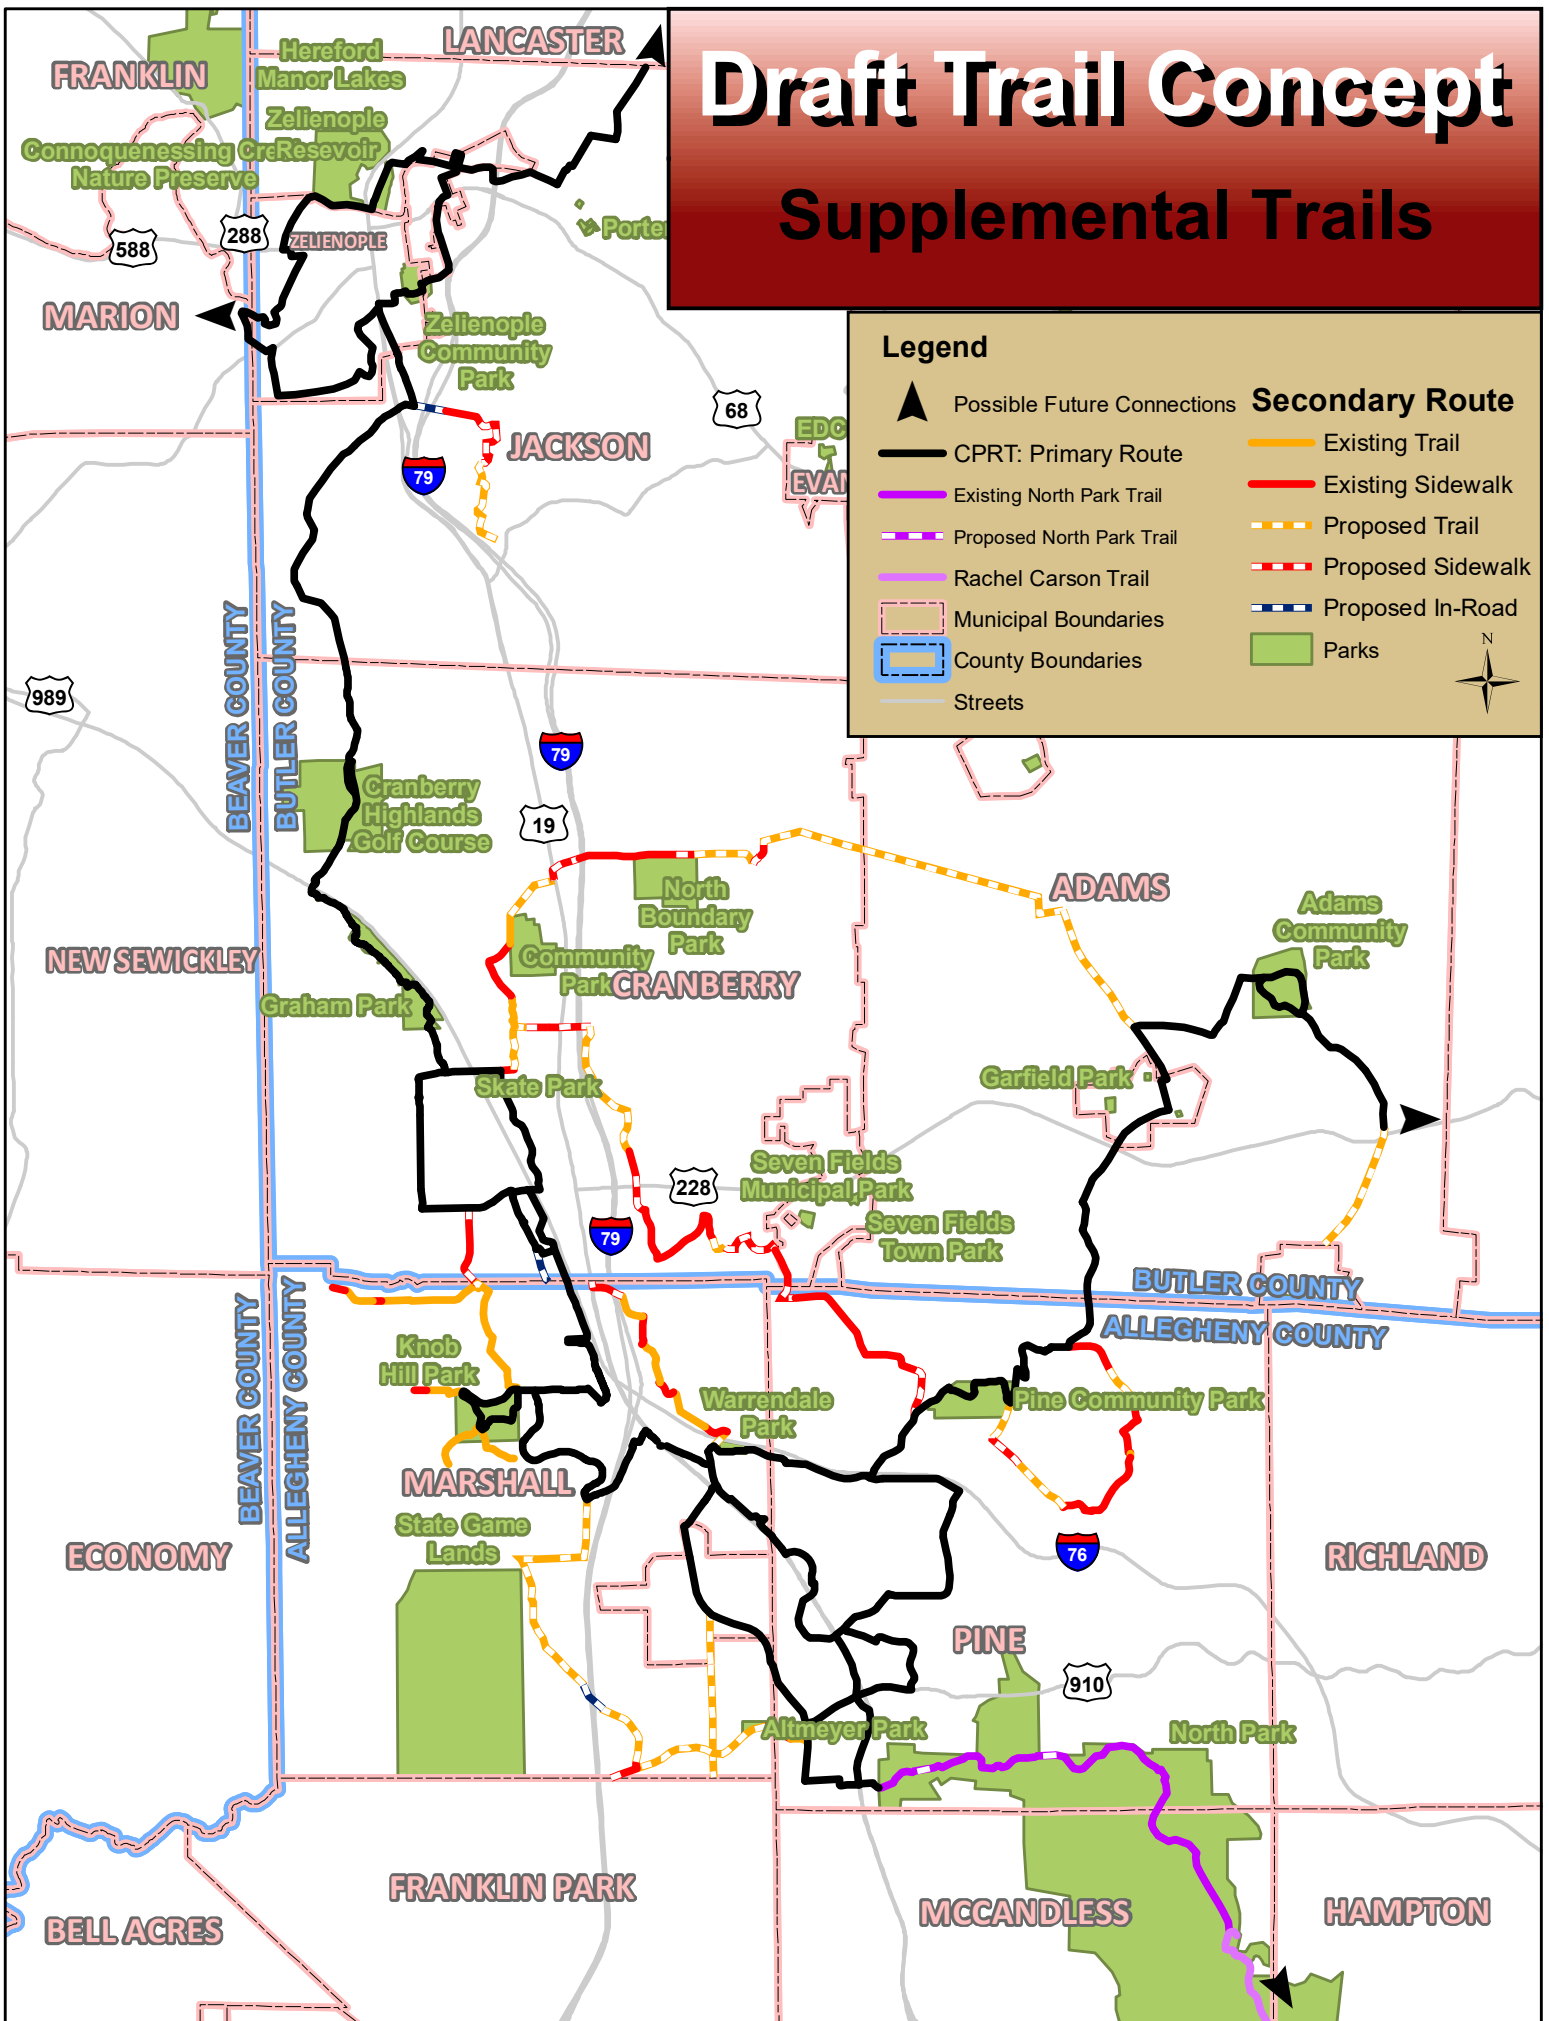 Draft Trail Concept
Supplemental Trails
Legend
Possible Future Connections
CPRT: Primary Route
Existing North Park Trail
Proposed North Park Trail
Rachel Carson Trail
Municipal Boundaries
County Boundaries
Streets
Secondary Route
Existing Trail
Existing Sidewalk
Proposed Trail
Proposed Sidewalk
Proposed In-Road
Parks
N
LANCASTER
FRANKLIN
Hereford
Manor Lakes
Zelienople
Resevoir
Connoquenessing Cre
Nature Preserve
288
588
ZELIENOPLE
Porter
MARION
Zelienople
Community
Park
68
EDC
EVAN
JACKSON
79
BEAVER COUNTY
BUTLER COUNTY
989
79
19
Cranberry
Highlands
Golf Course
North
Boundary
Park
ADAMS
Adams
Community
Park
NEW SEWICKLEY
Community
Park
CRANBERRY
Graham Park
Skate Park
Garfield Park
Seven Fields
Municipal Park
228
Seven Fields
Town Park
79
BUTLER COUNTY
ALLEGHENY COUNTY
BEAVER COUNTY
ALLEGHENY COUNTY
Knob
Hill Park
Warrendale
Park
Pine Community Park
MARSHALL
State Game
Lands
ECONOMY
76
RICHLAND
PINE
910
Altmeyer Park
North Park
FRANKLIN PARK
BELL ACRES
MCCANDLESS
HAMPTON